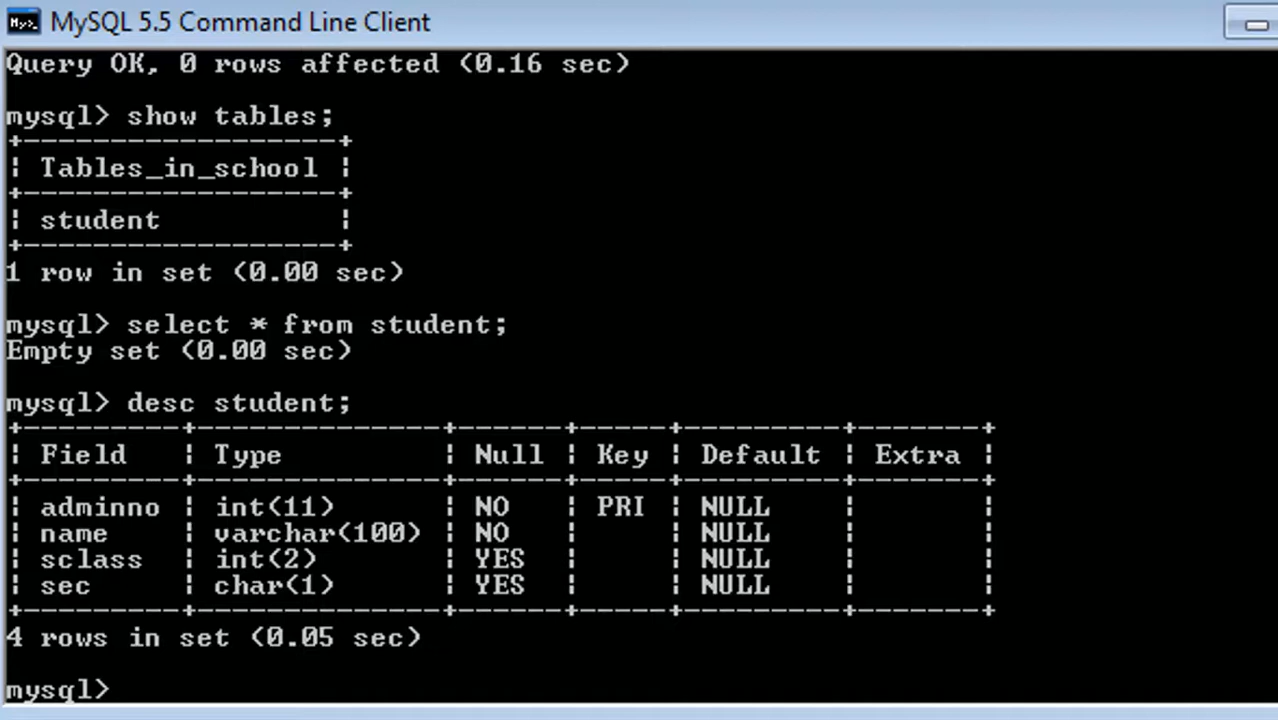 MySQL 5.5 Command Line Client
Query OK, 0 rows affected (0.16 sec)
mysql> show tables;
+------------------+
| Tables_in_school |
+------------------+
| student          |
+------------------+
1 row in set (0.00 sec)
mysql> select * from student;
Empty set (0.00 sec)
mysql> desc student;
+---------+--------------+------+-----+---------+-------+
| Field   | Type         | Null | Key | Default | Extra |
+---------+--------------+------+-----+---------+-------+
| adminno | int(11)      | NO   | PRI | NULL    |       |
| name    | varchar(100) | NO   |     | NULL    |       |
| sclass  | int(2)       | YES  |     | NULL    |       |
| sec     | char(1)      | YES  |     | NULL    |       |
+---------+--------------+------+-----+---------+-------+
4 rows in set (0.05 sec)
mysql>